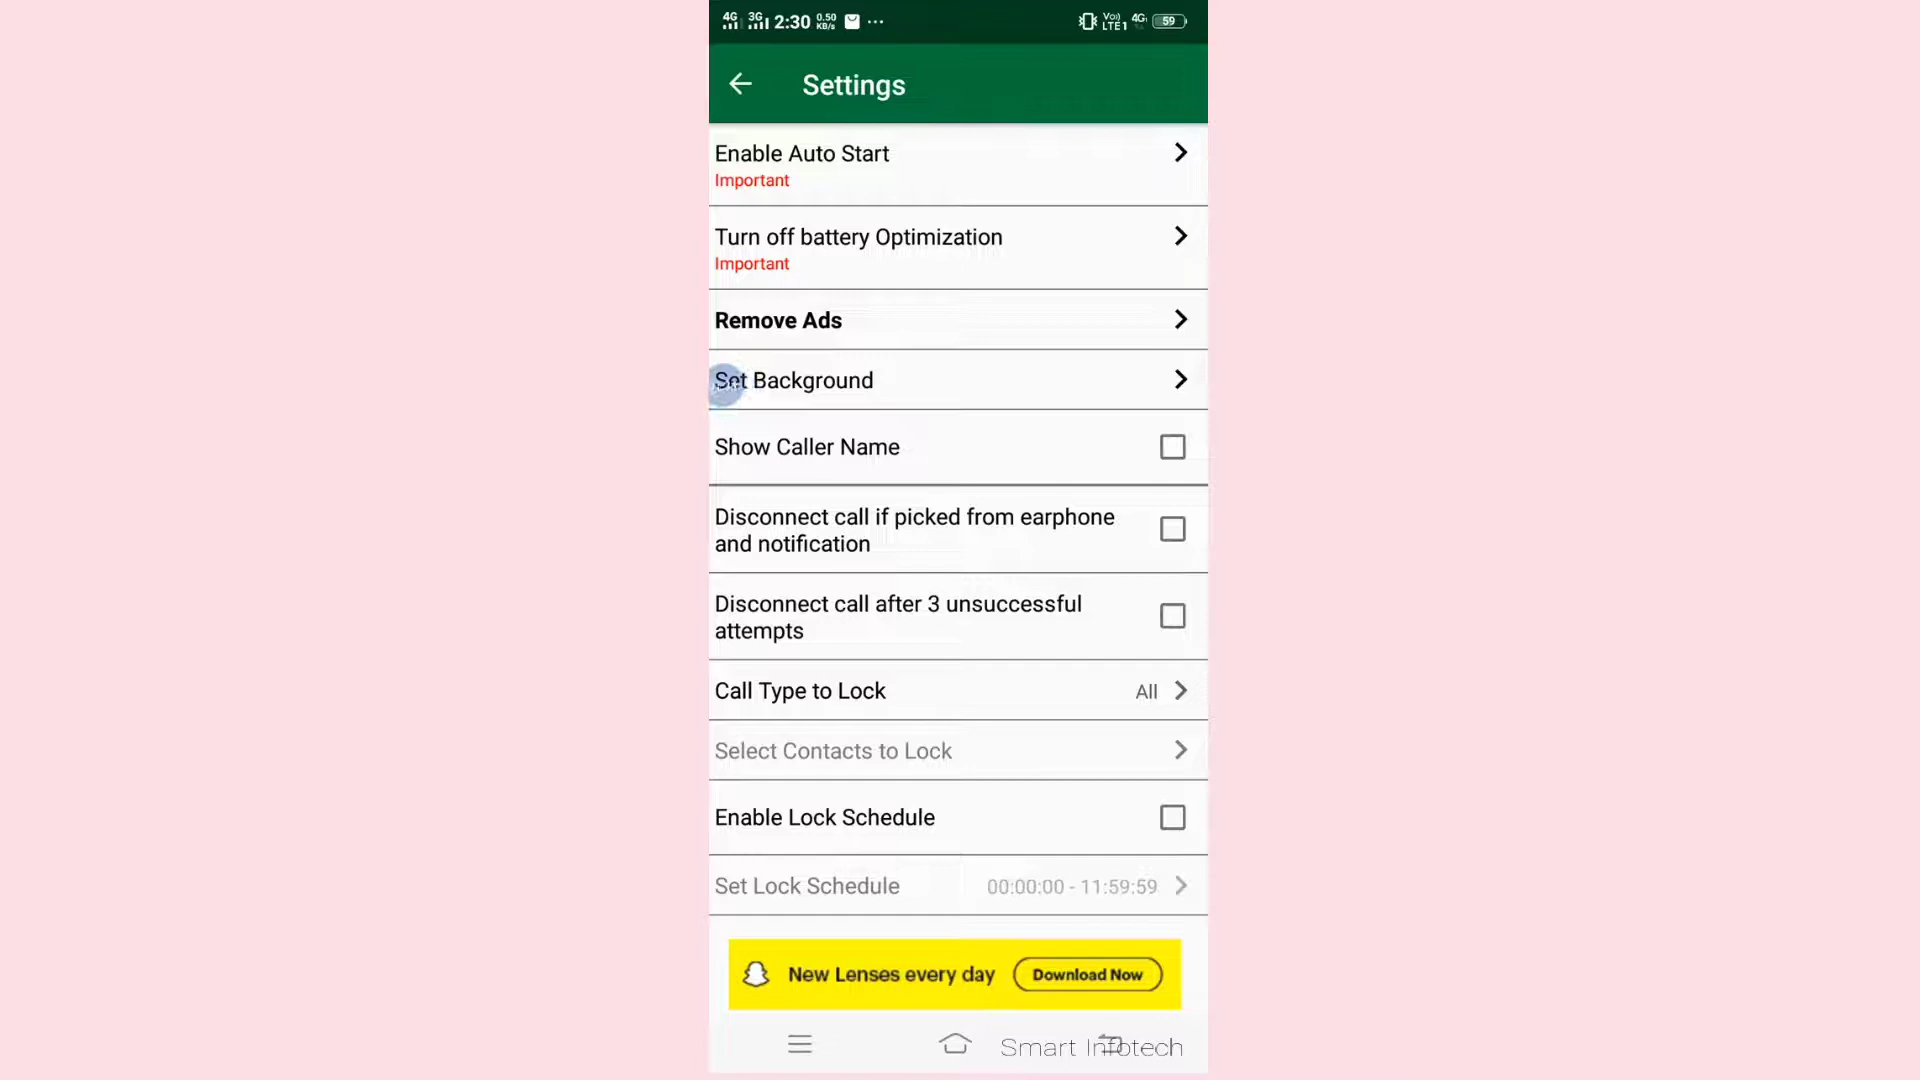 4G 3G 2:30 0.50 KB/s ... Vo) LTE1 4G 59
Settings
Enable Auto Start
Important
Turn off battery Optimization
Important
Remove Ads
Set Background
Show Caller Name
Disconnect call if picked from earphone
and notification
Disconnect call after 3 unsuccessful
attempts
Call Type to Lock All
Select Contacts to Lock
Enable Lock Schedule
Set Lock Schedule 00:00:00 - 11:59:59
New Lenses every day Download Now
Smart Infotech